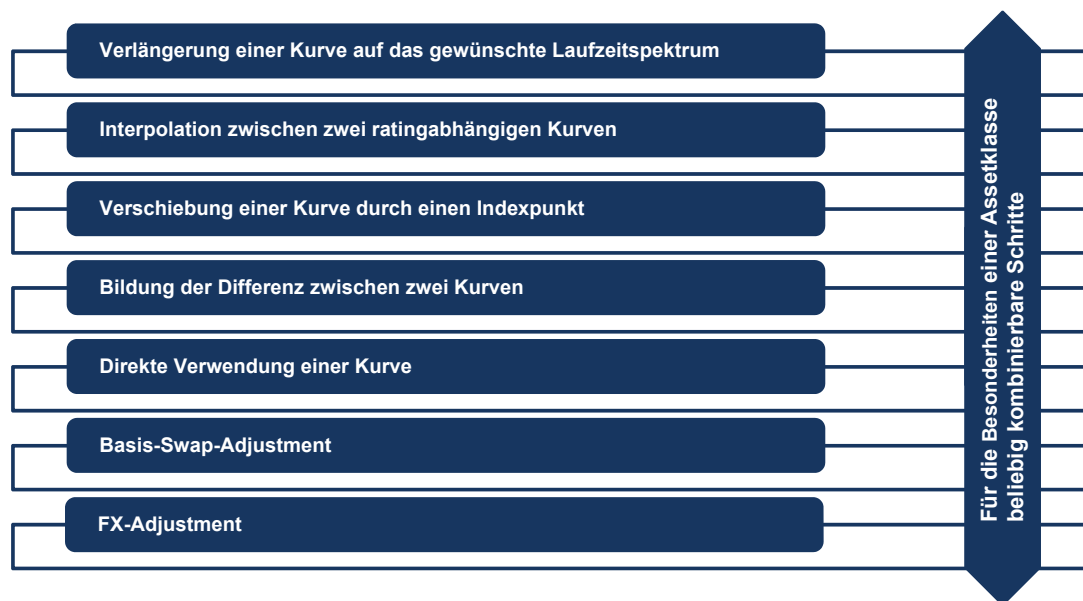 Verlängerung einer Kurve auf das gewünschte Laufzeitspektrum
Interpolation zwischen zwei ratingabhängigen Kurven
Verschiebung einer Kurve durch einen Indexpunkt
Bildung der Differenz zwischen zwei Kurven
Direkte Verwendung einer Kurve
Basis-Swap-Adjustment
FX-Adjustment
Für die Besonderheiten einer Assetklasse
beliebig kombinierbare Schritte